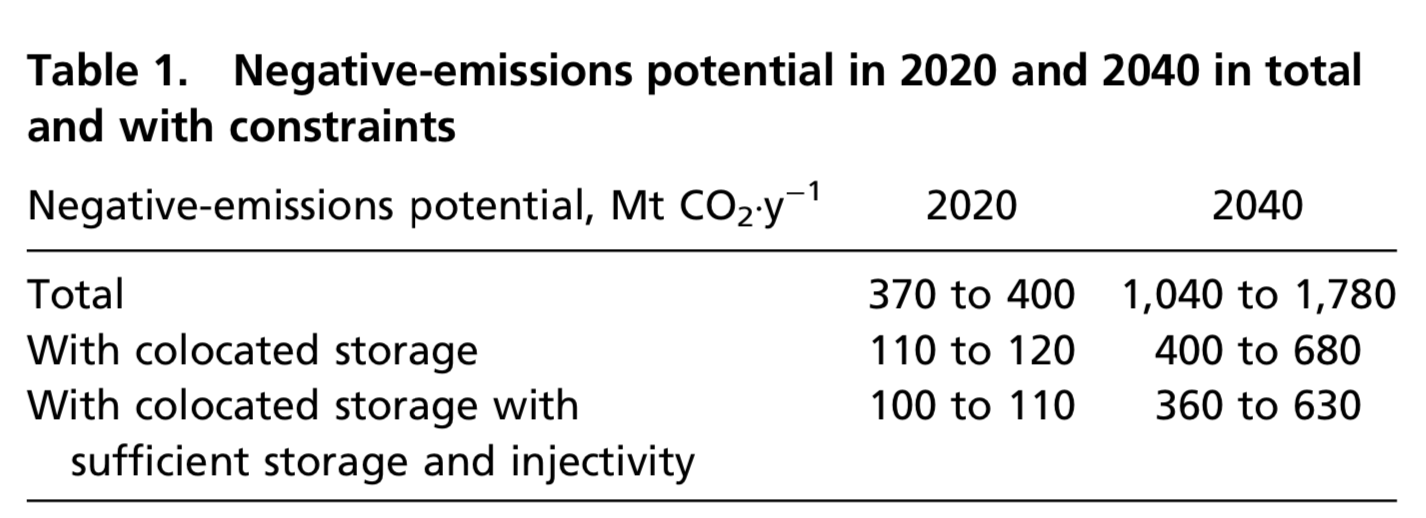 Table 1. Negative-emissions potential in 2020 and 2040 in total
and with constraints
Negative-emissions potential, Mt CO₂·y⁻¹ 2020 2040
Total 370 to 400 1,040 to 1,780
With colocated storage 110 to 120 400 to 680
With colocated storage with 100 to 110 360 to 630
sufficient storage and injectivity